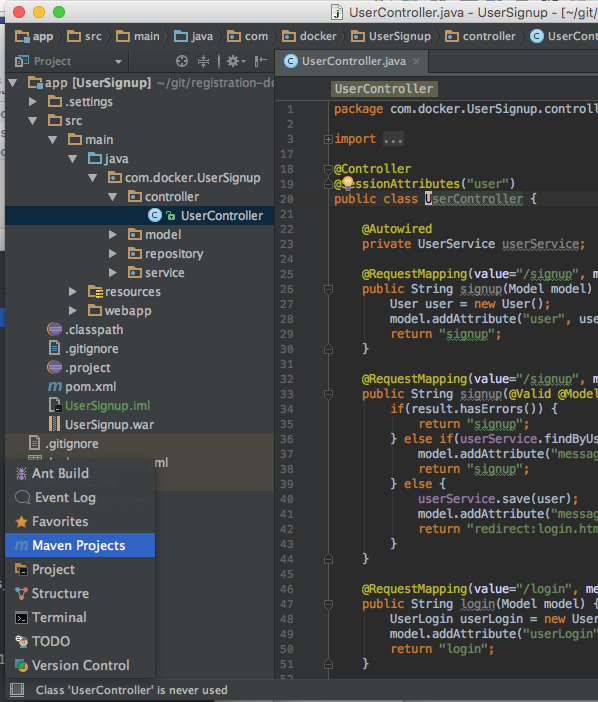 UserController.java - UserSignup - [~/git/
app src main java com docker UserSignup controller UserCont
Project
UserController.java
app [UserSignup] ~/git/registration-do
.settings
src
main
java
com.docker.UserSignup
controller
UserController
model
repository
service
resources
webapp
.classpath
.gitignore
.project
pom.xml
UserSignup.iml
UserSignup.war
.gitignore
Ant Build
Event Log
Favorites
Maven Projects
Project
Structure
Terminal
TODO
Version Control
UserController
1 package com.docker.UserSignup.control
2
3 import ...
17
18 @Controller
19 @SessionAttributes("user")
20 public class UserController {
21
22 @Autowired
23 private UserService userService;
24
25 @RequestMapping(value="/signup", m
26 public String signup(Model model)
27 User user = new User();
28 model.addAttribute("user", use
29 return "signup";
30 }
31
32 @RequestMapping(value="/signup", m
33 public String signup(@Valid @Model
34 if(result.hasErrors()) {
35 return "signup";
36 } else if(userService.findByUs
37 model.addAttribute("messag
38 return "signup";
39 } else {
40 userService.save(user);
41 model.addAttribute("messag
42 return "redirect:login.htm
43 }
44 }
45
46 @RequestMapping(value="/login", me
47 public String login(Model model) {
48 UserLogin userLogin = new User
49 model.addAttribute("userLogin"
50 return "login";
51 }
52
Class 'UserController' is never used